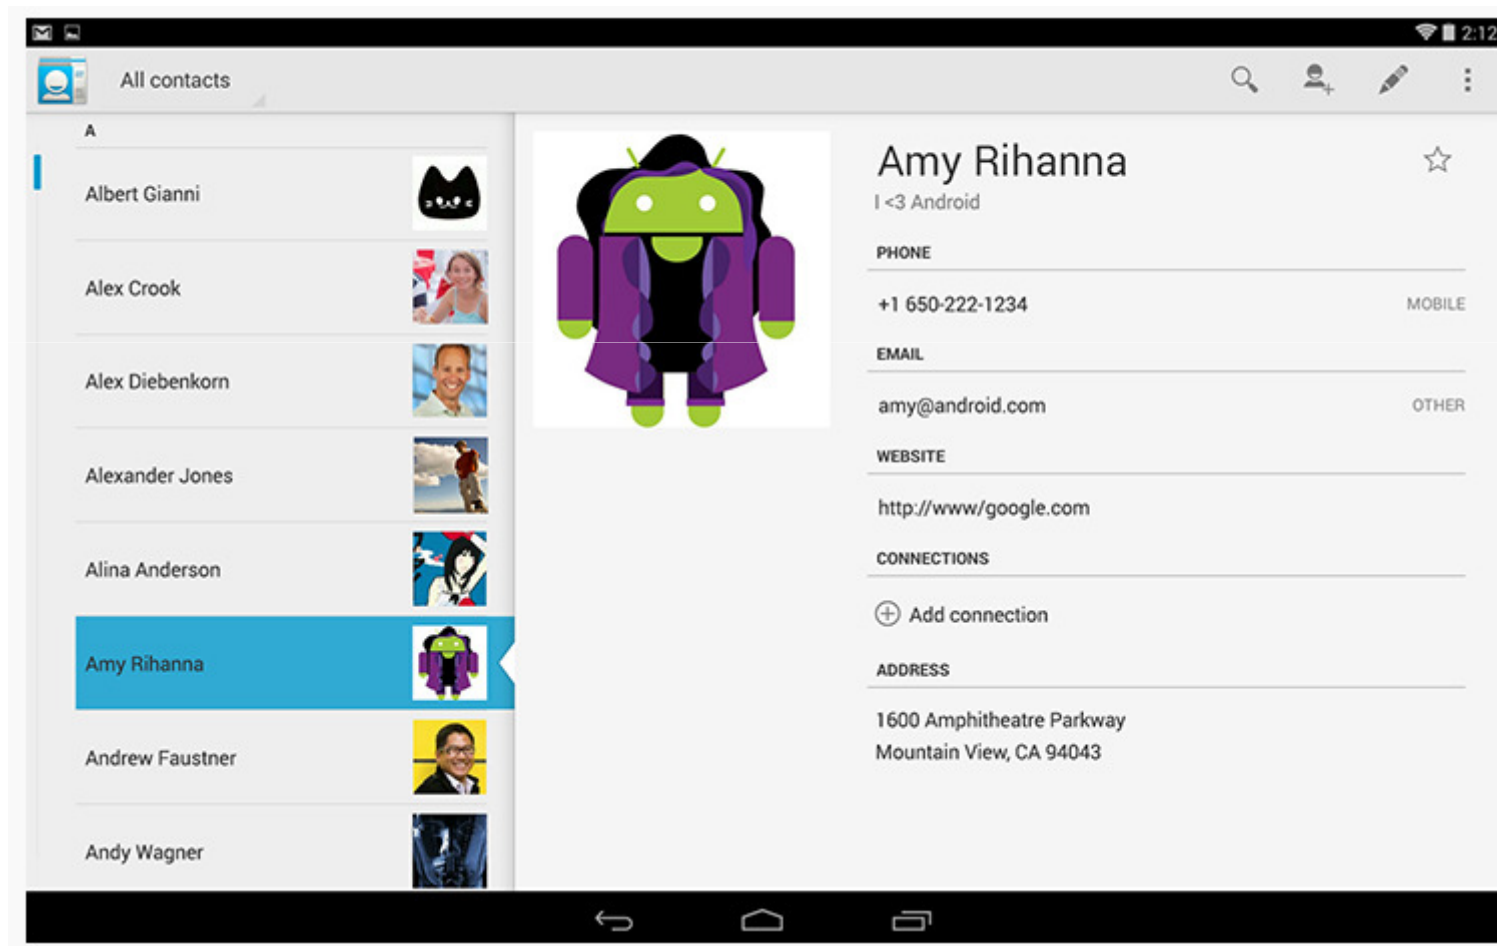 2:12
All contacts
A
Albert Gianni
Alex Crook
Alex Diebenkorn
Alexander Jones
Alina Anderson
Amy Rihanna
Andrew Faustner
Andy Wagner
Amy Rihanna
I <3 Android
PHONE
+1 650-222-1234 MOBILE
EMAIL
amy@android.com OTHER
WEBSITE
http://www/google.com
CONNECTIONS
Add connection
ADDRESS
1600 Amphitheatre Parkway
Mountain View, CA 94043